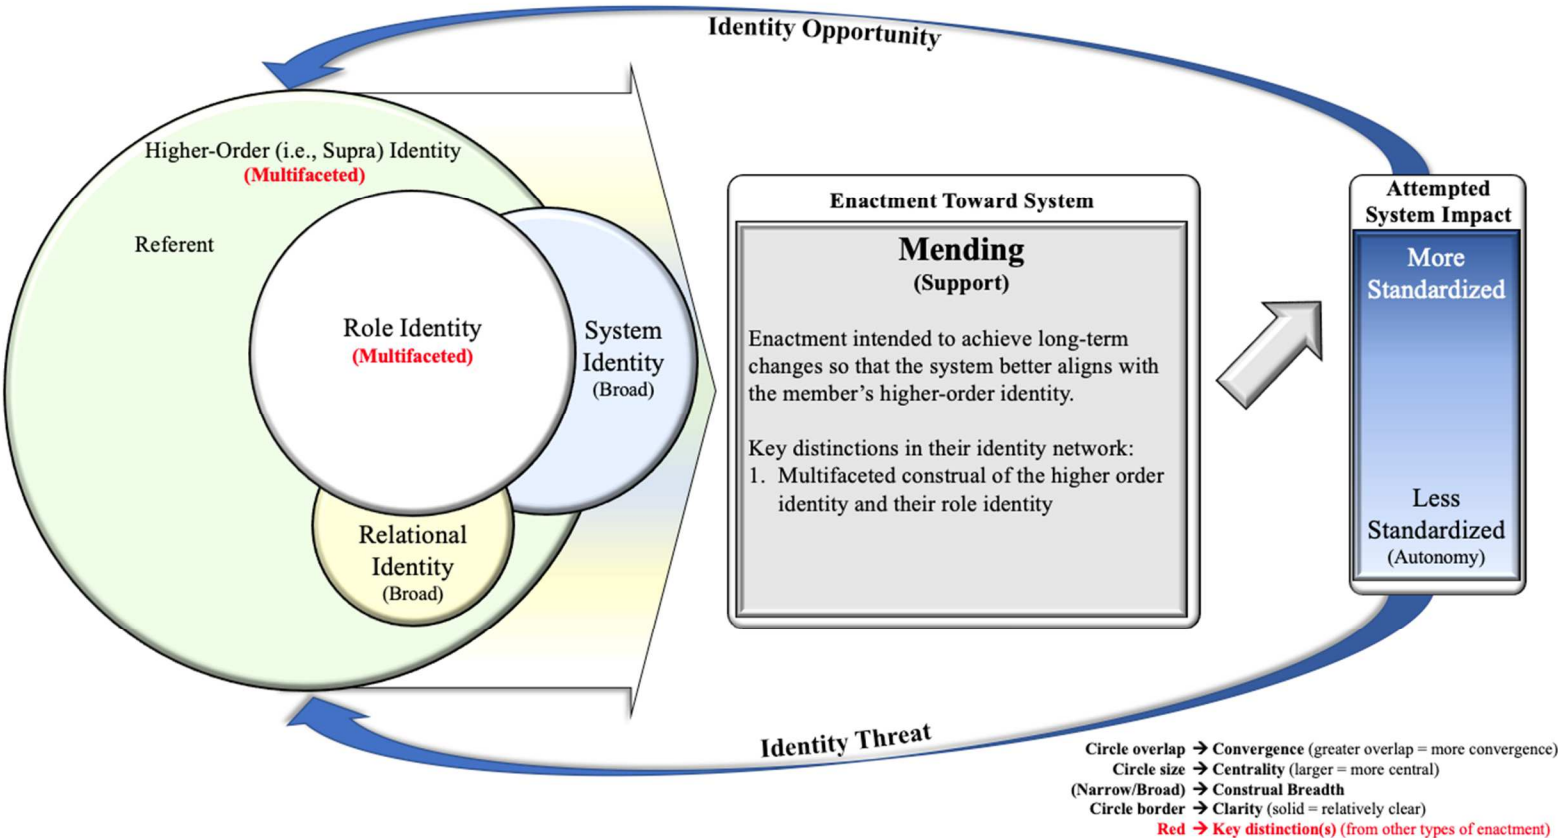 Identity Opportunity
Higher-Order (i.e., Supra) Identity
(Multifaceted)
Referent
Role Identity
(Multifaceted)
System
Identity
(Broad)
Relational
Identity
(Broad)
Enactment Toward System
Mending
(Support)
Enactment intended to achieve long-term
changes so that the system better aligns with
the member's higher-order identity.
Key distinctions in their identity network:
1. Multifaceted construal of the higher order
identity and their role identity
Attempted
System Impact
More
Standardized
Less
Standardized
(Autonomy)
Identity Threat
Circle overlap → Convergence (greater overlap = more convergence)
Circle size → Centrality (larger = more central)
(Narrow/Broad) → Construal Breadth
Circle border → Clarity (solid = relatively clear)
Red → Key distinction(s) (from other types of enactment)